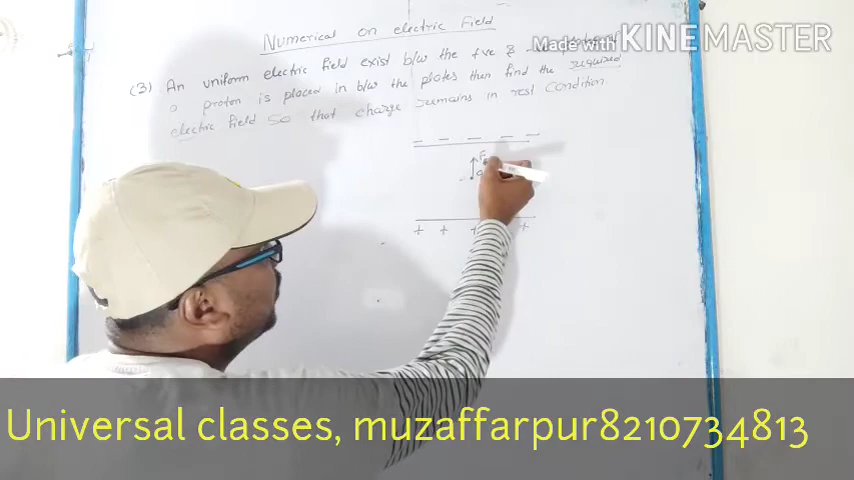 Numerical on electric Field
Made with KINEMASTER
(3) An uniform electric field exist b/w the +ve &
a proton is placed in b/w the plates then find the required
electric field so that charge remains in rest Condition
- - - - -
F
+ + + +
Universal classes, muzaffarpur8210734813